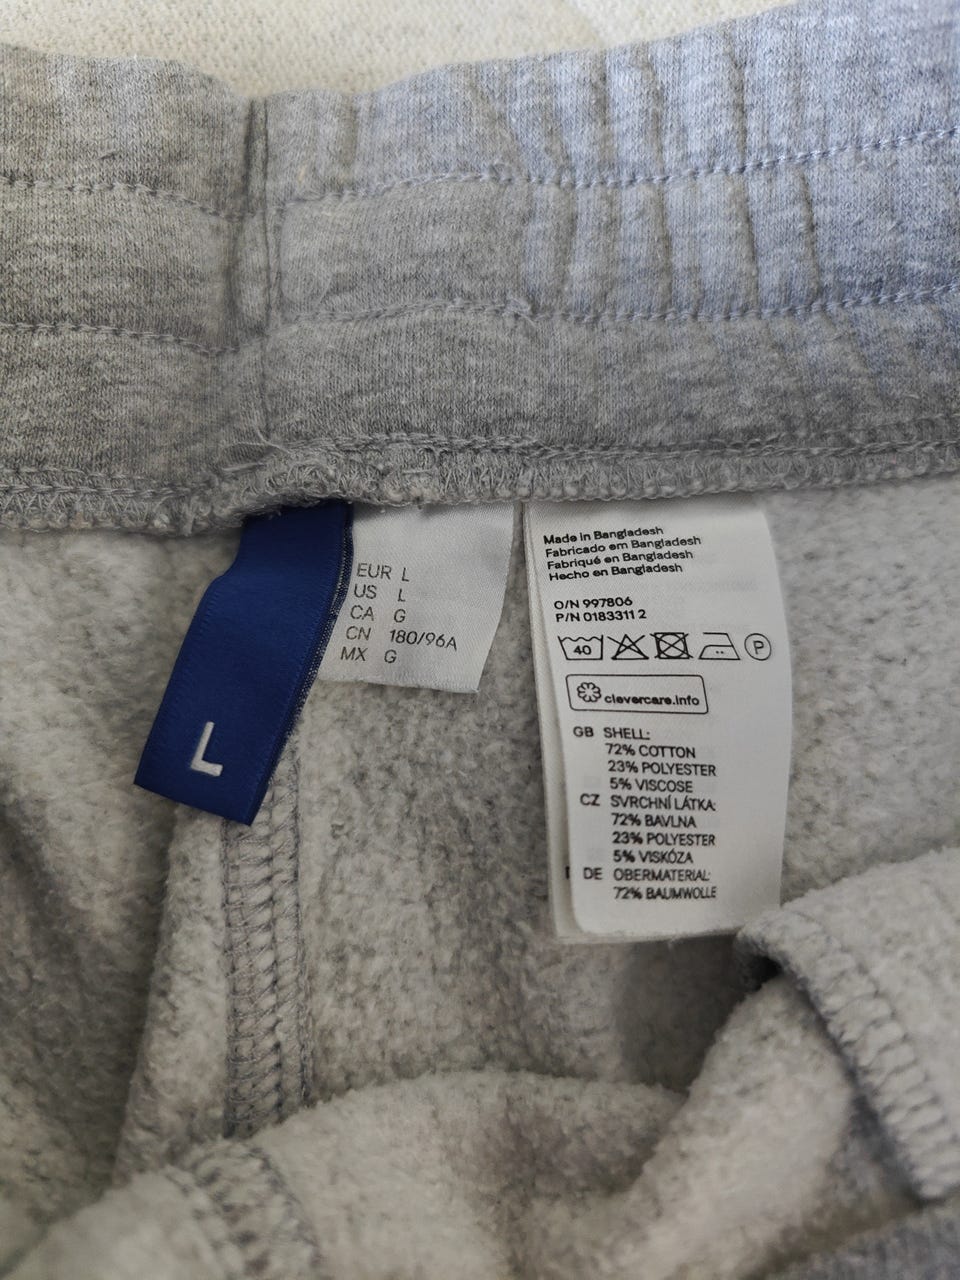 L
EUR L
US L
CA G
CN 180/96A
MX G
Made in Bangladesh
Fabricado em Bangladesh
Fabriqué en Bangladesh
Hecho en Bangladesh
O/N 997806
P/N 0183311 2
40 P
clevercare.info
GB SHELL:
72% COTTON
23% POLYESTER
5% VISCOSE
CZ SVRCHNÍ LÁTKA:
72% BAVLNA
23% POLYESTER
5% VISKÓZA
DE OBERMATERIAL:
72% BAUMWOLLE